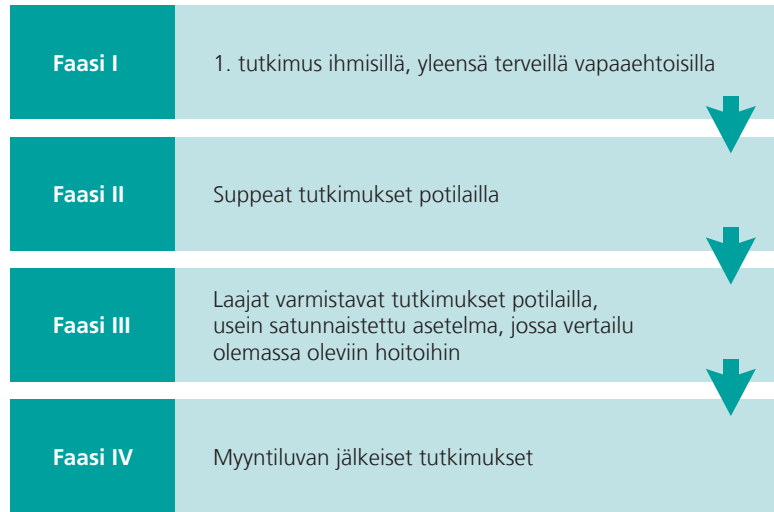 Faasi I
1. tutkimus ihmisillä, yleensä terveillä vapaaehtoisilla
Faasi II
Suppeat tutkimukset potilailla
Faasi III
Laajat varmistavat tutkimukset potilailla,
usein satunnaistettu asetelma, jossa vertailu
olemassa oleviin hoitoihin
Faasi IV
Myyntiluvan jälkeiset tutkimukset